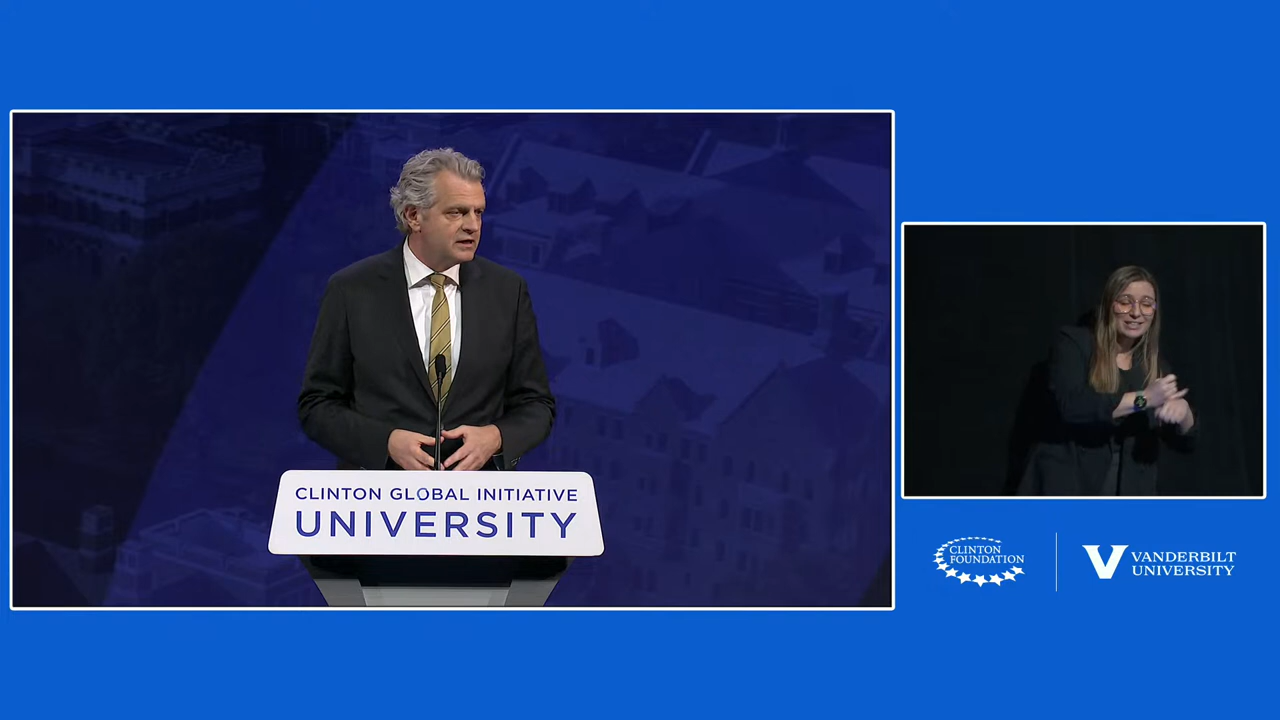 CLINTON GLOBAL INITIATIVE
UNIVERSITY
CLINTON
FOUNDATION
VANDERBILT
UNIVERSITY